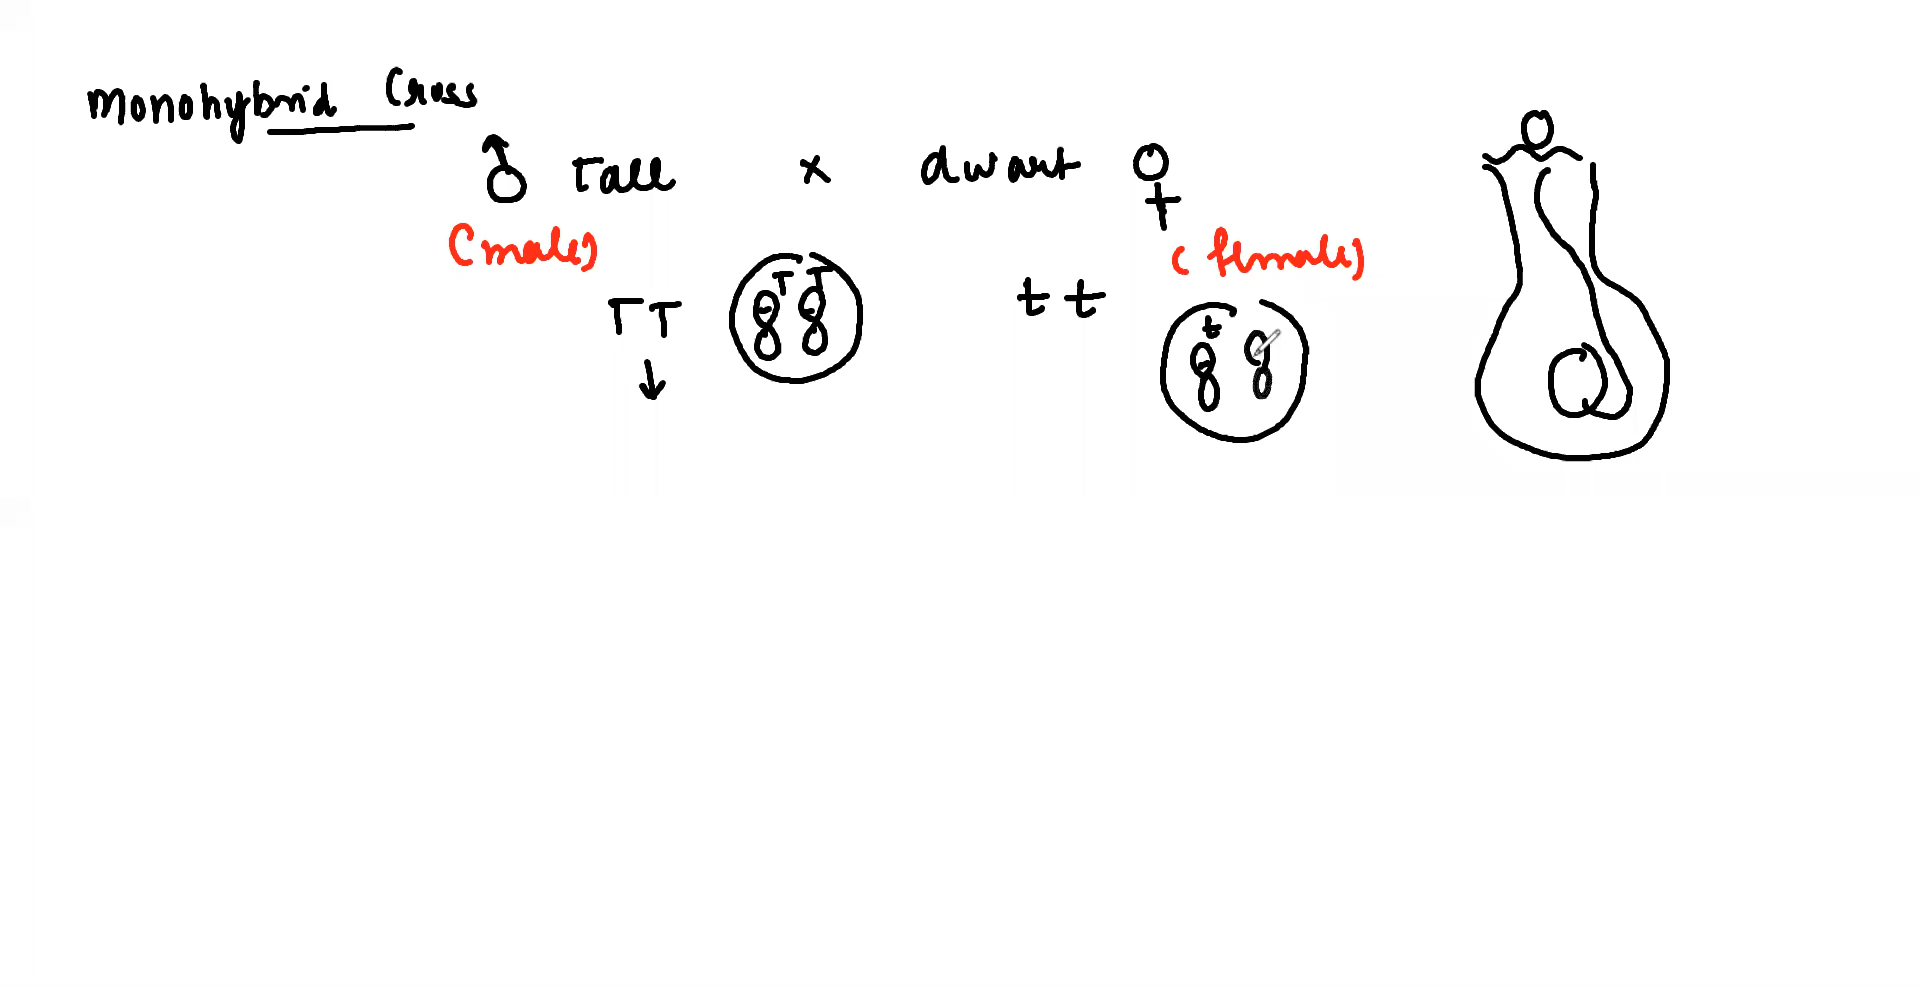 Monohybrid Cross
♂ Tall x dwarf ♀
(male) (female)
TT T T tt t
↓